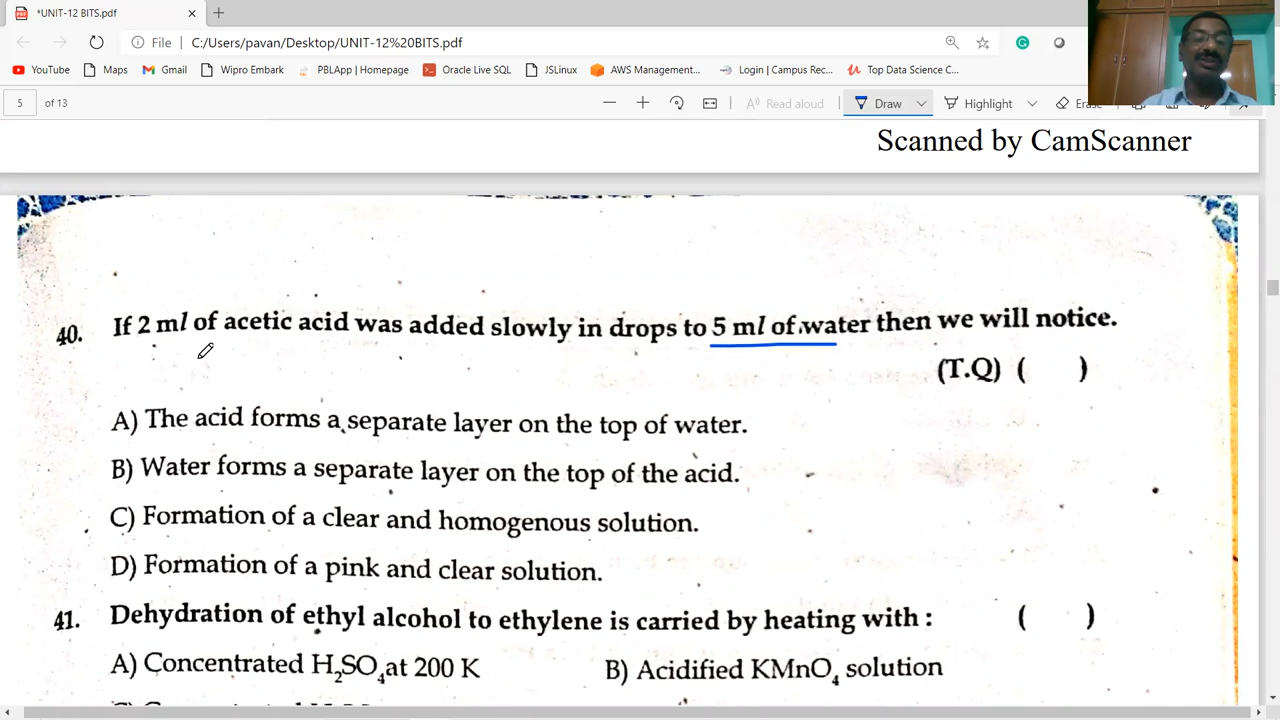 *UNIT-12 BITS.pdf
File | C:/Users/pavan/Desktop/UNIT-12%20BITS.pdf
YouTube Maps Gmail Wipro Embark PBLApp | Homepage Oracle Live SQL JSLinux AWS Management... Login | Campus Rec... Top Data Science C...
5 of 13 Read aloud Draw Highlight
Scanned by CamScanner
40. If 2 ml of acetic acid was added slowly in drops to 5 ml of water then we will notice.
(T.Q) ( )
A) The acid forms a separate layer on the top of water.
B) Water forms a separate layer on the top of the acid.
C) Formation of a clear and homogenous solution.
D) Formation of a pink and clear solution.
41. Dehydration of ethyl alcohol to ethylene is carried by heating with : ( )
A) Concentrated H₂SO₄ at 200 K B) Acidified KMnO₄ solution